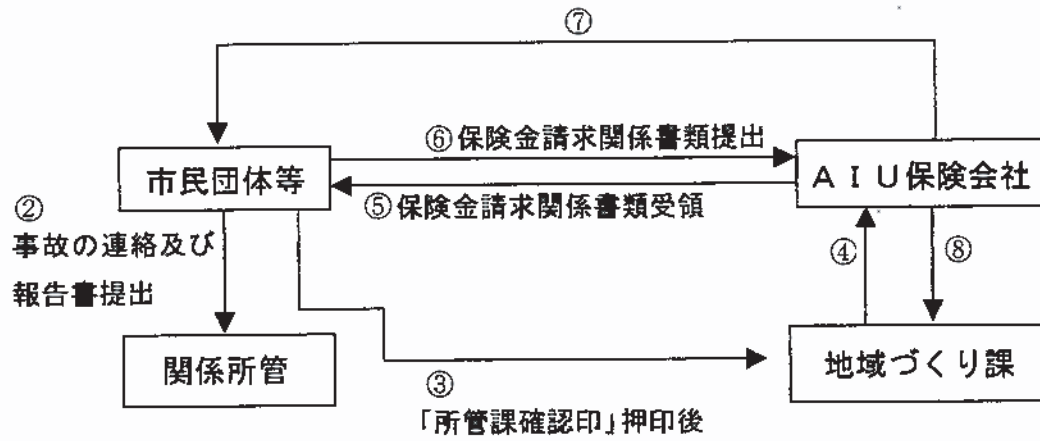 ⑦
⑥保険金請求関係書類提出
市民団体等
AIU保険会社
⑤保険金請求関係書類受領
②
事故の連絡及び
報告書提出
④
⑧
関係所管
地域づくり課
③
「所管課確認印」押印後